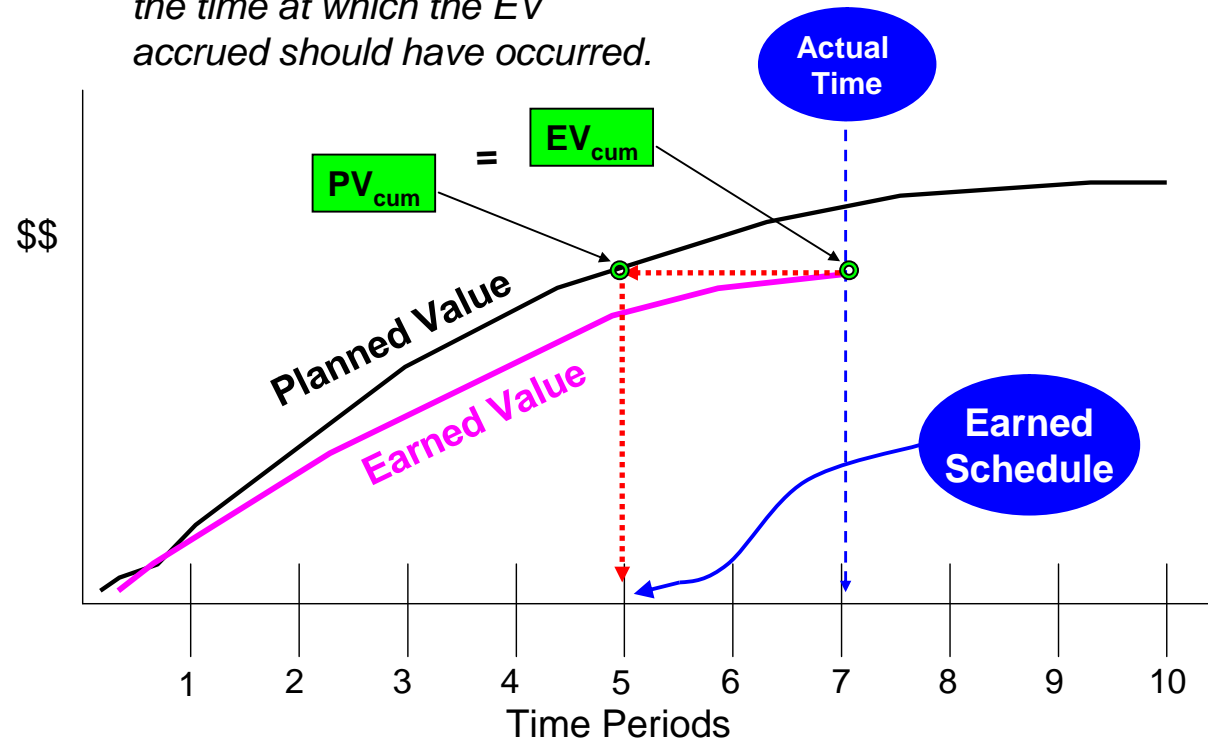 the time at which the EV
accrued should have occurred.
Actual
Time
EVcum
=
PVcum
$$
Planned Value
Earned Value
Earned
Schedule
1 2 3 4 5 6 7 8 9 10
Time Periods